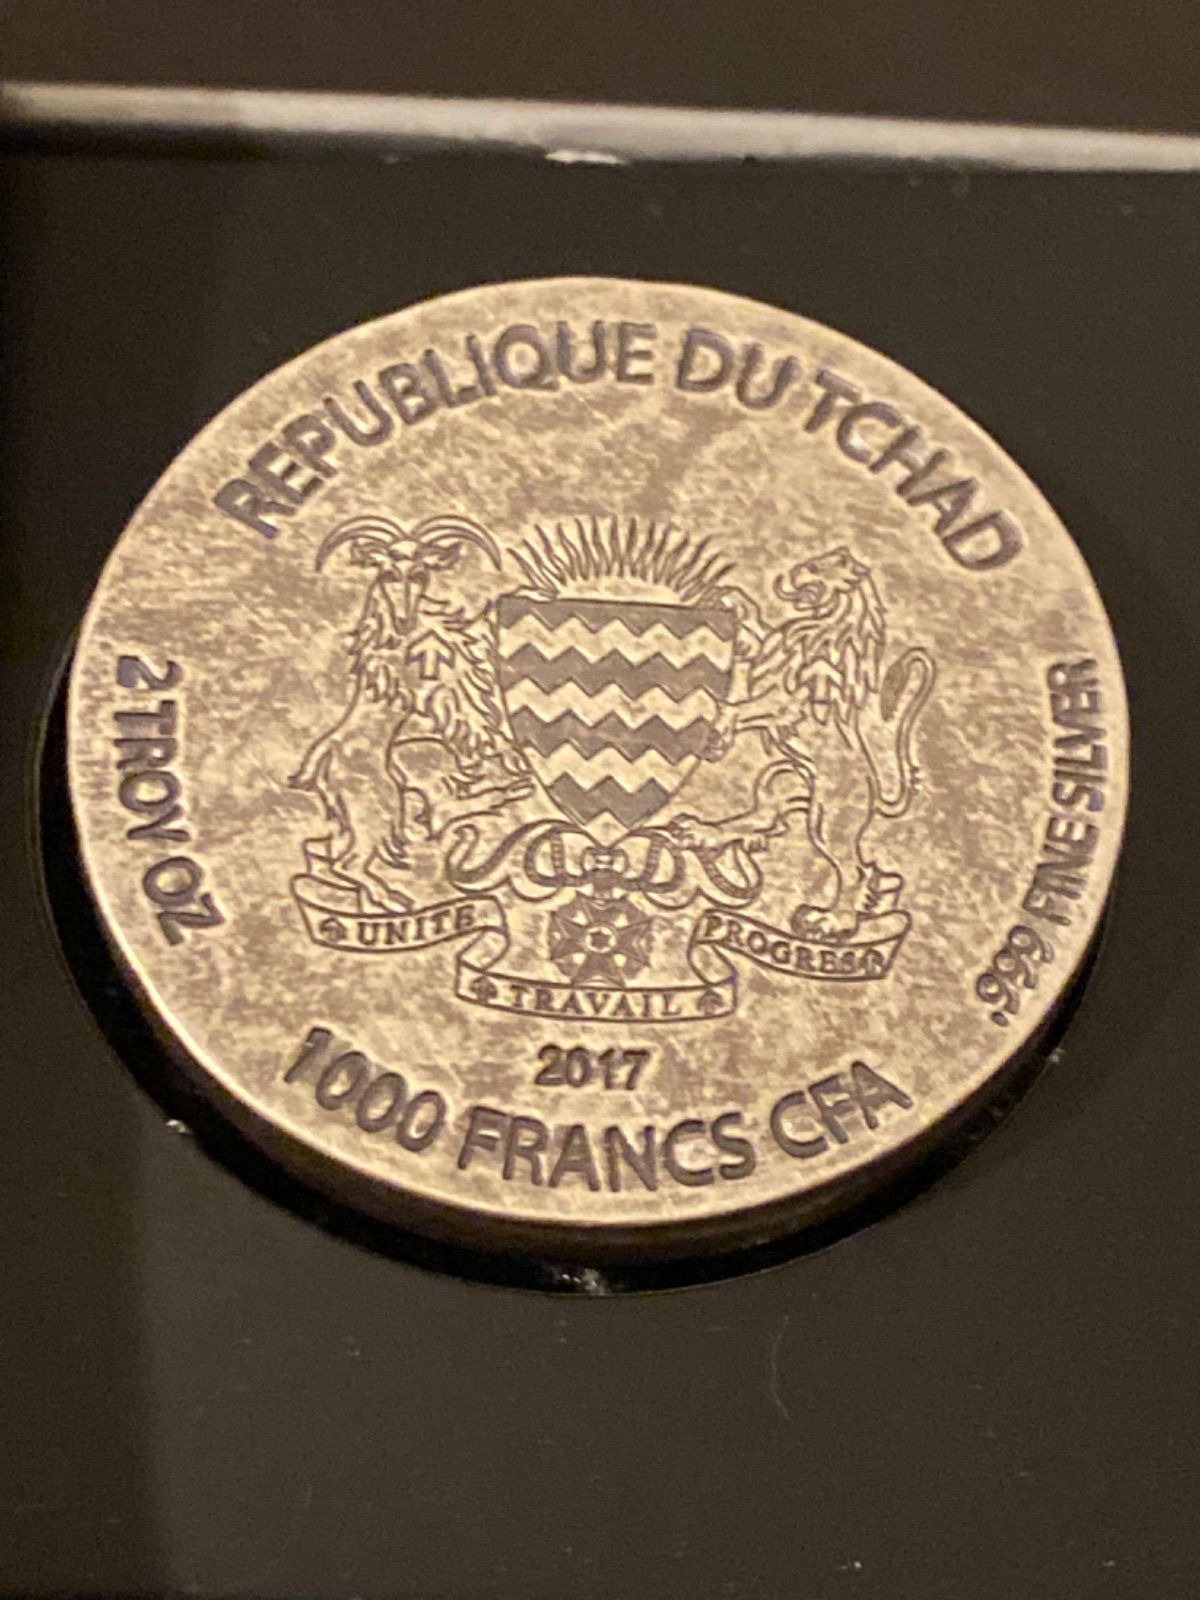 REPUBLIQUE DU TCHAD
2 TROY OZ
.999 FINE SILVER
UNITE
TRAVAIL
PROGRES
2017
1000 FRANCS CFA